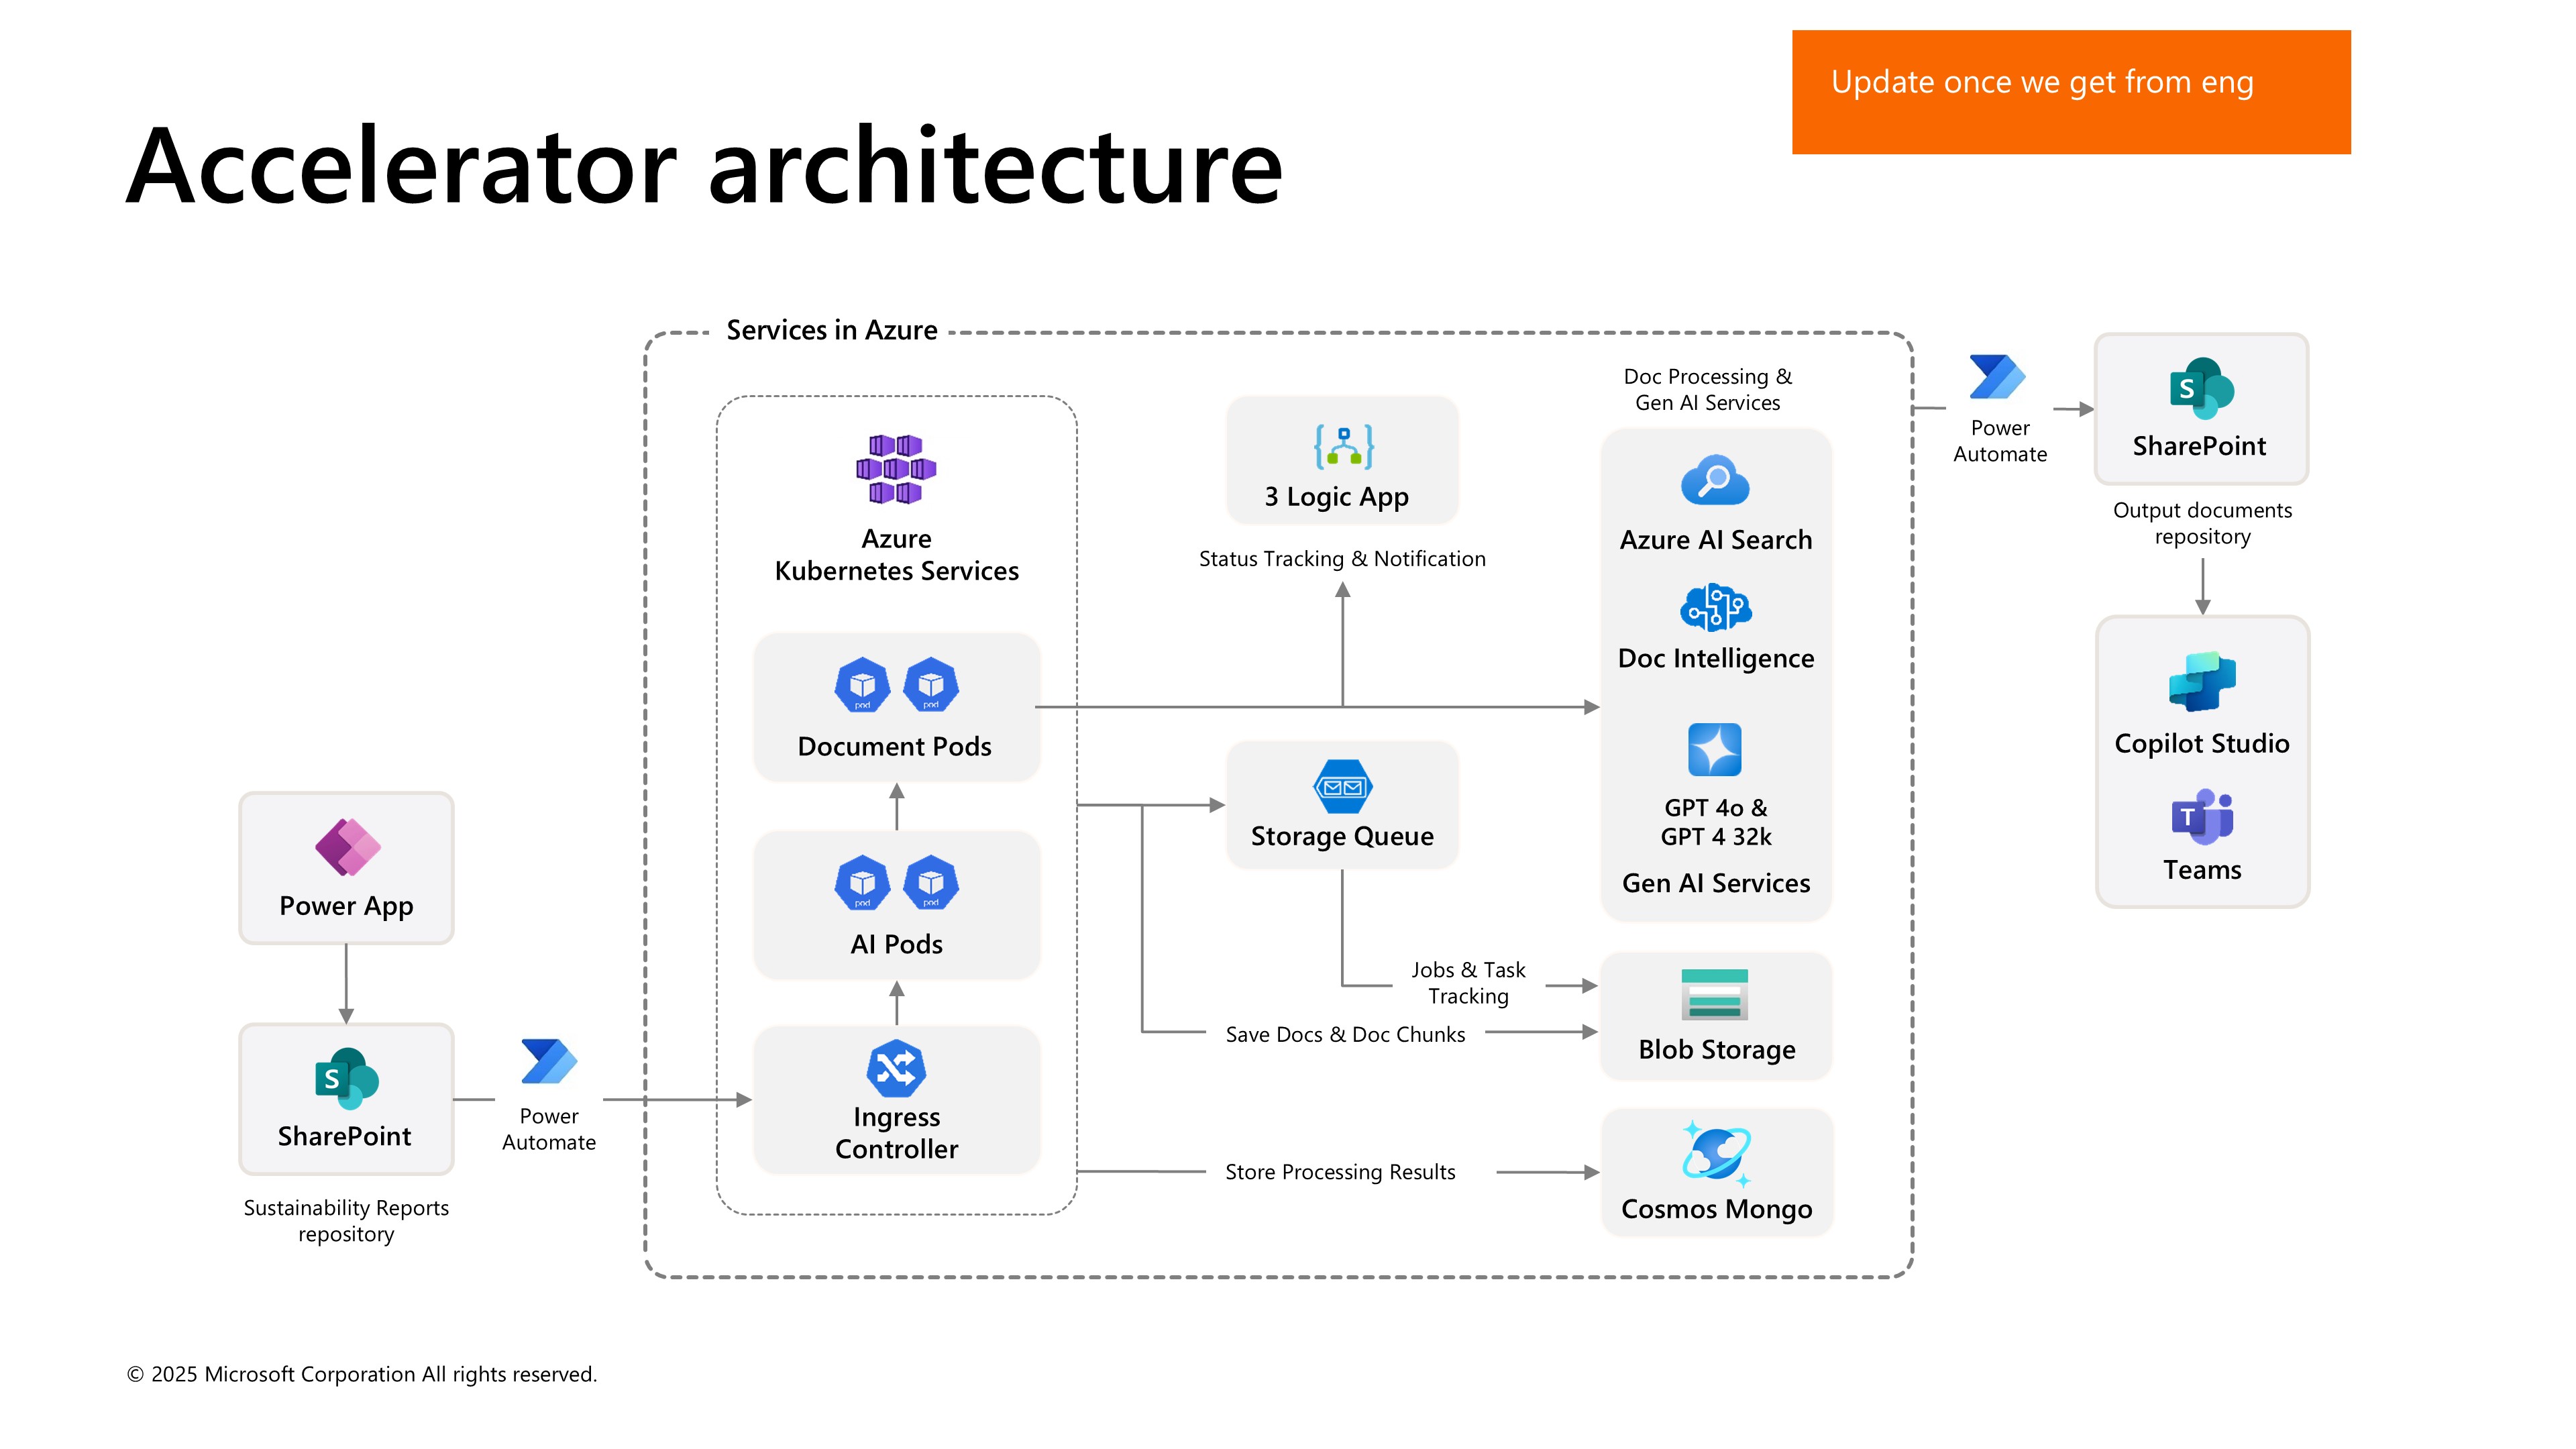 Update once we get from eng
Accelerator architecture
Services in Azure
Azure
Kubernetes Services
pod
pod
Document Pods
pod
pod
AI Pods
Ingress
Controller
Power App
S
SharePoint
Sustainability Reports
repository
Power
Automate
3 Logic App
Status Tracking & Notification
Storage Queue
Jobs & Task
Tracking
Save Docs & Doc Chunks
Store Processing Results
Doc Processing &
Gen AI Services
Azure AI Search
Doc Intelligence
GPT 4o &
GPT 4 32k
Gen AI Services
Blob Storage
Cosmos Mongo
Power
Automate
S
SharePoint
Output documents
repository
Copilot Studio
T
Teams
© 2025 Microsoft Corporation All rights reserved.